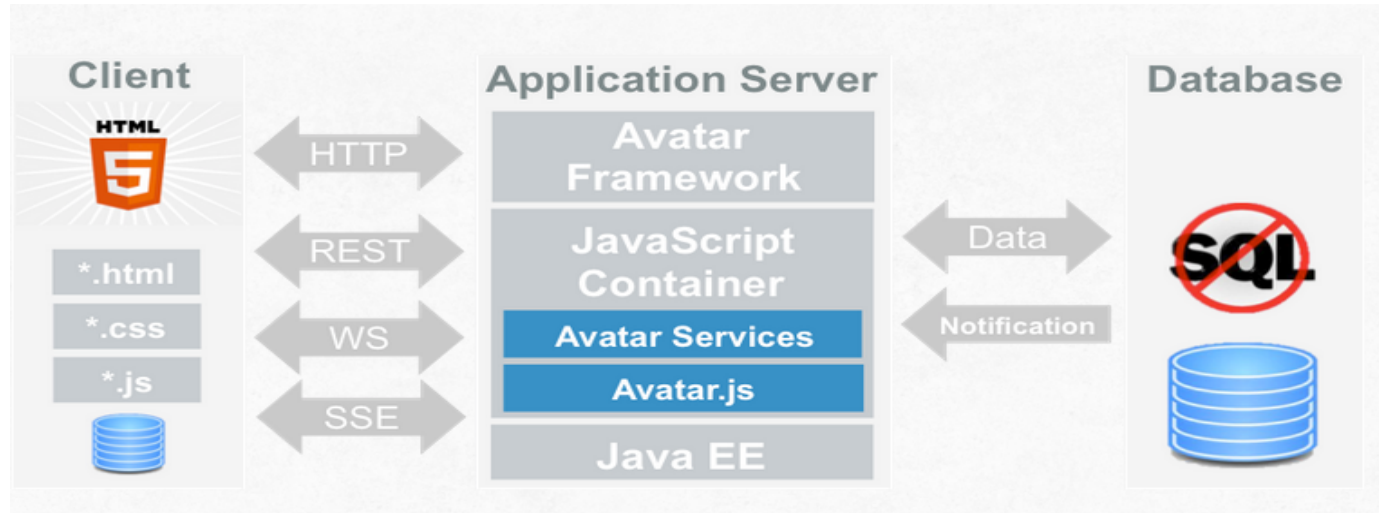 Client
HTML
5
*.html
*.css
*.js
HTTP
REST
WS
SSE
Application Server
Avatar
Framework
JavaScript
Container
Avatar Services
Avatar.js
Java EE
Data
Notification
Database
SQL